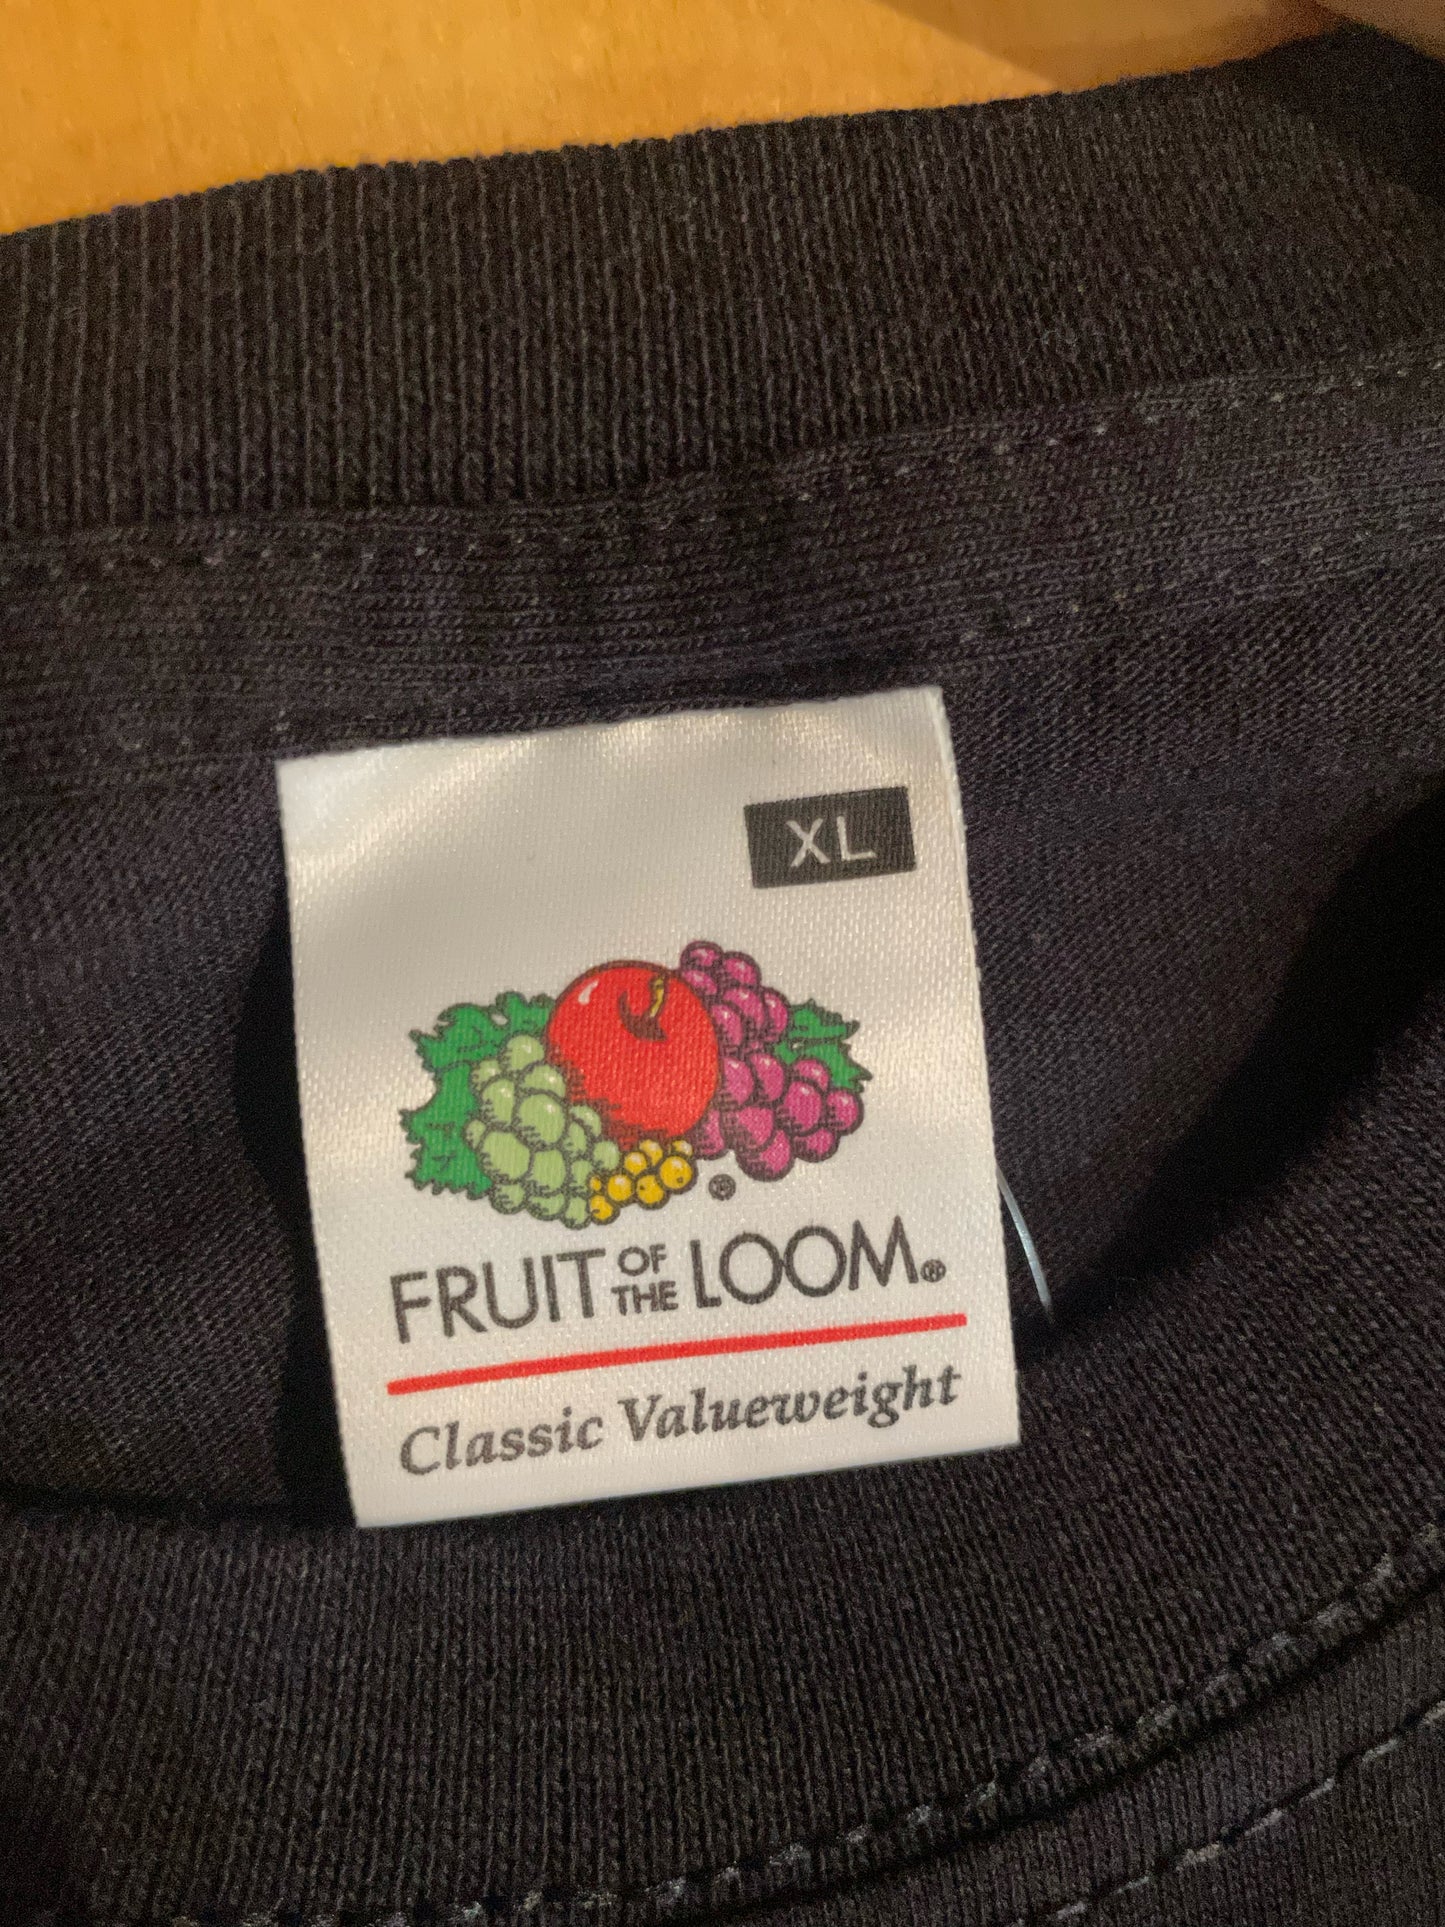 XL
®
FRUIT OF THE LOOM®
Classic Valueweight